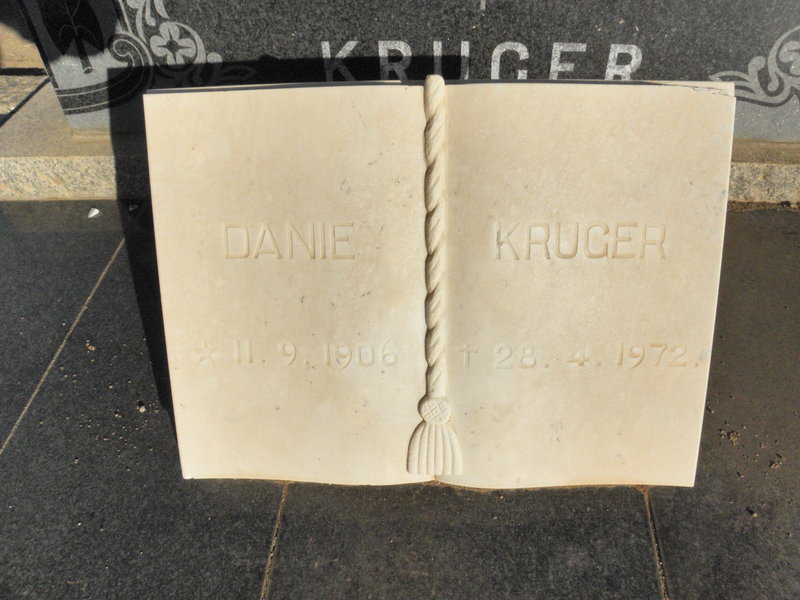 KRUGER
DANIE KRUGER
★ 11.9.1906 † 28.4.1972.